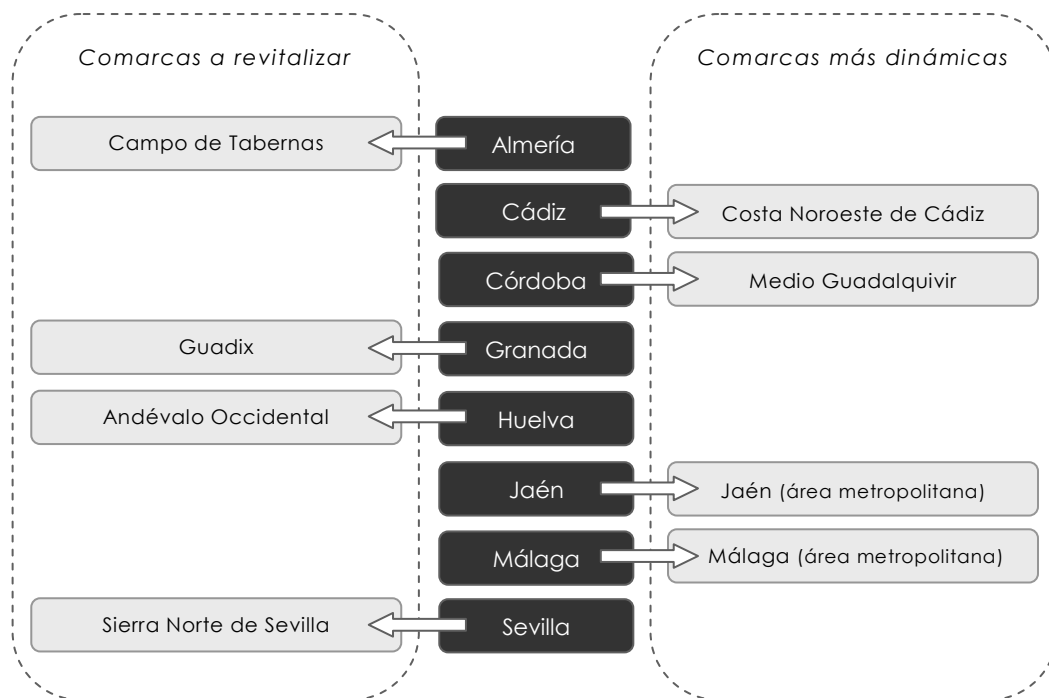 Comarcas a revitalizar
Comarcas más dinámicas
Campo de Tabernas
Almería
Cádiz
Costa Noroeste de Cádiz
Córdoba
Medio Guadalquivir
Guadix
Granada
Andévalo Occidental
Huelva
Jaén
Jaén (área metropolitana)
Málaga
Málaga (área metropolitana)
Sierra Norte de Sevilla
Sevilla